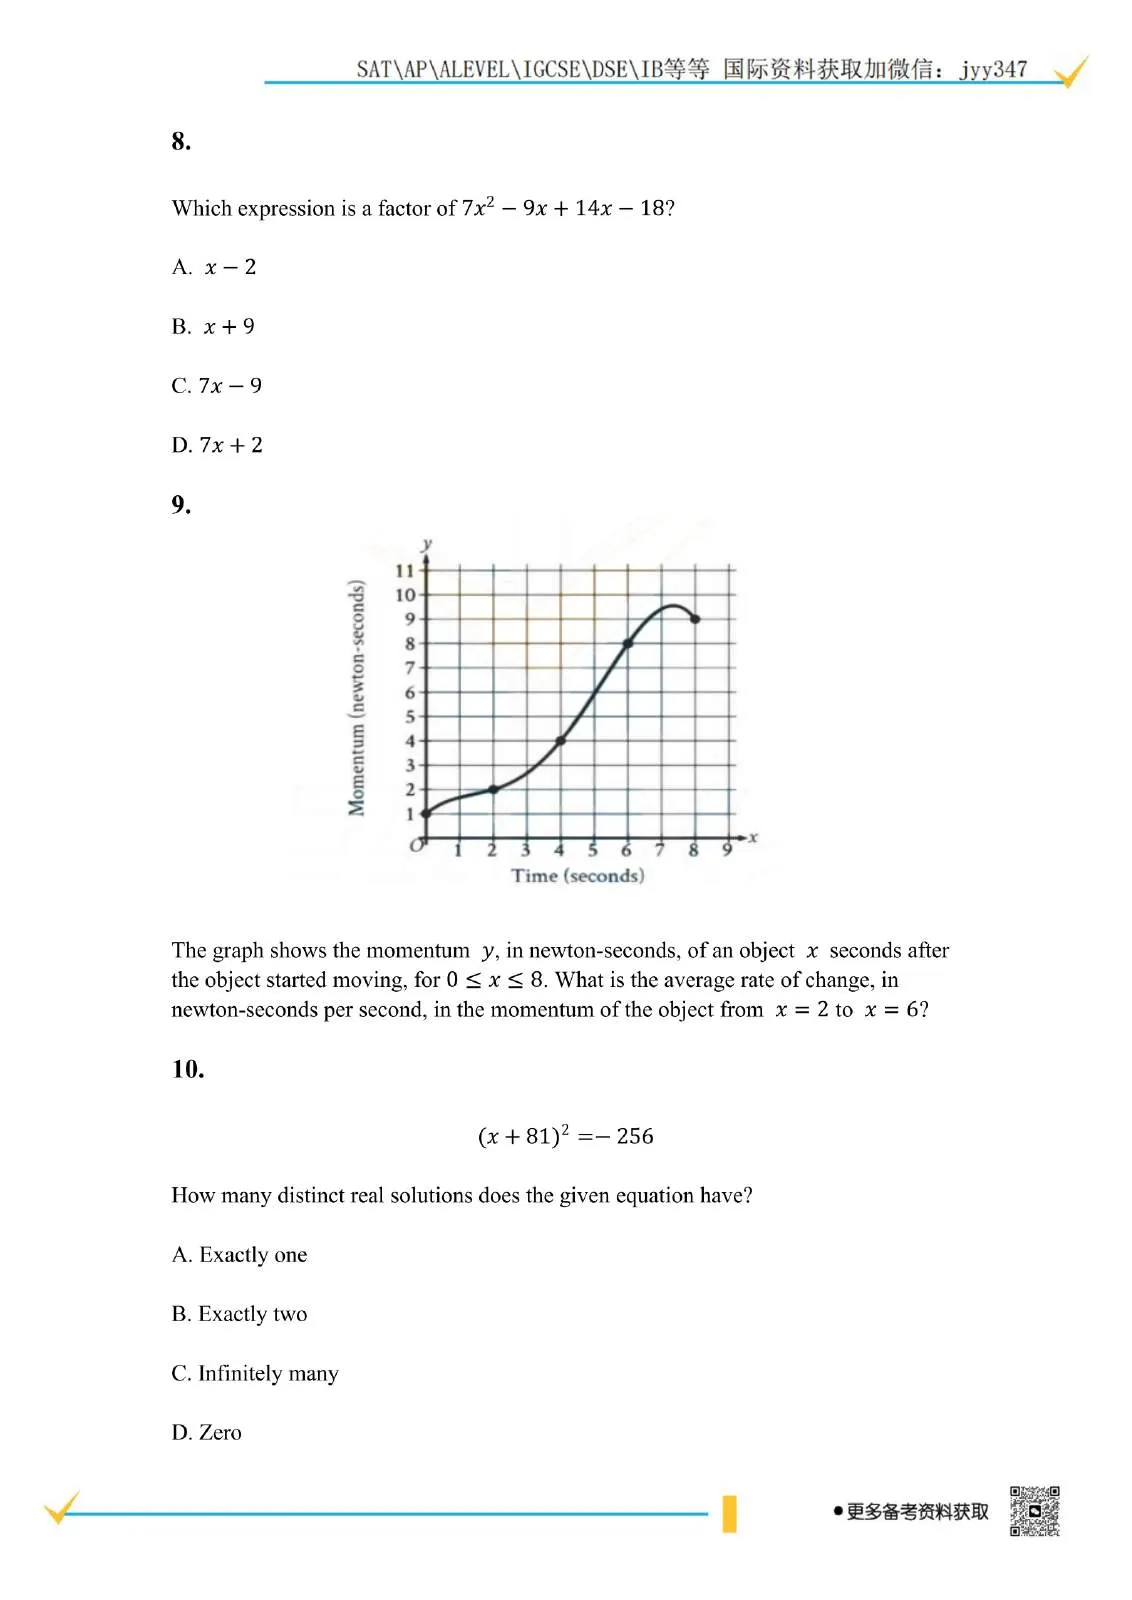 SAT\AP\ALEVEL\IGCSE\DSE\IB等等 国际资料获取加微信：jyy347
8.
Which expression is a factor of 7x² − 9x + 14x − 18?
A. x − 2
B. x + 9
C. 7x − 9
D. 7x + 2
9.
y
Momentum (newton-seconds)
11
10
9
8
7
6
5
4
3
2
1
O 1 2 3 4 5 6 7 8 9 x
Time (seconds)
The graph shows the momentum y, in newton-seconds, of an object x seconds after
the object started moving, for 0 ≤ x ≤ 8. What is the average rate of change, in
newton-seconds per second, in the momentum of the object from x = 2 to x = 6?
10.
(x + 81)² =− 256
How many distinct real solutions does the given equation have?
A. Exactly one
B. Exactly two
C. Infinitely many
D. Zero
•更多备考资料获取